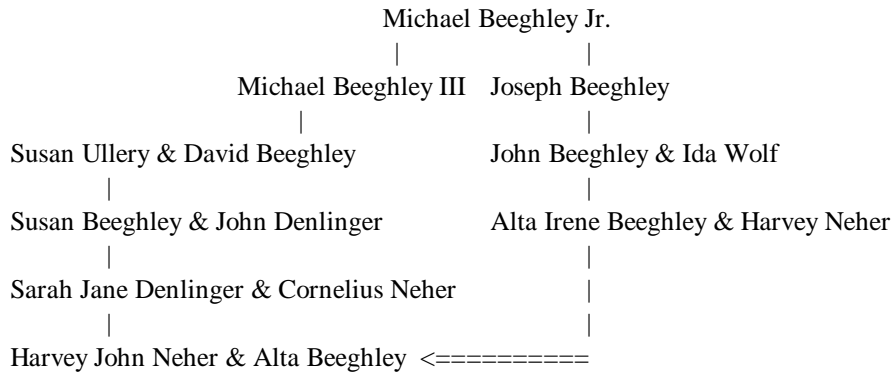 Michael Beeghley Jr.
| |
Michael Beeghley III Joseph Beeghley
| |
Susan Ullery & David Beeghley John Beeghley & Ida Wolf
| |
Susan Beeghley & John Denlinger Alta Irene Beeghley & Harvey Neher
| |
Sarah Jane Denlinger & Cornelius Neher |
| |
Harvey John Neher & Alta Beeghley <==========